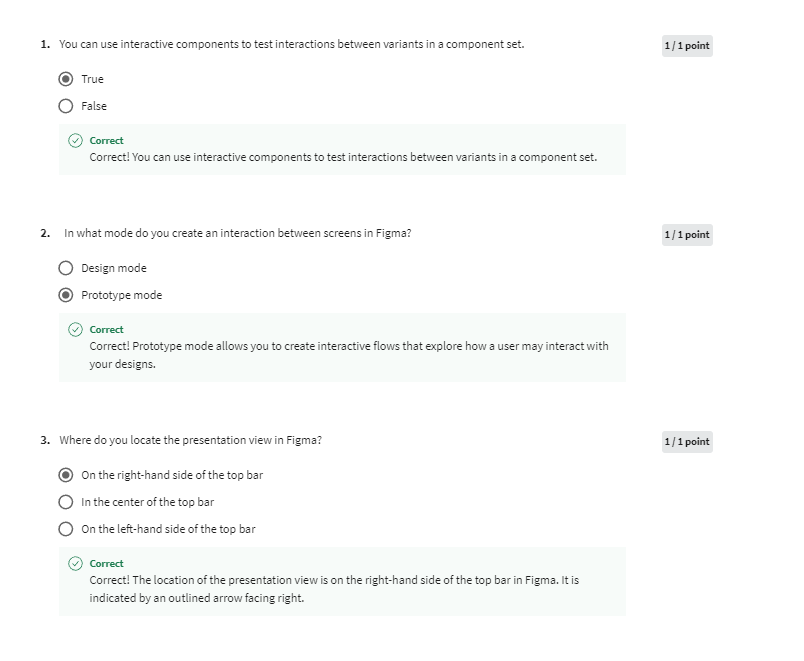 1. You can use interactive components to test interactions between variants in a component set.
1 / 1 point
True
False
Correct
Correct! You can use interactive components to test interactions between variants in a component set.
2. In what mode do you create an interaction between screens in Figma?
1 / 1 point
Design mode
Prototype mode
Correct
Correct! Prototype mode allows you to create interactive flows that explore how a user may interact with
your designs.
3. Where do you locate the presentation view in Figma?
1 / 1 point
On the right-hand side of the top bar
In the center of the top bar
On the left-hand side of the top bar
Correct
Correct! The location of the presentation view is on the right-hand side of the top bar in Figma. It is
indicated by an outlined arrow facing right.